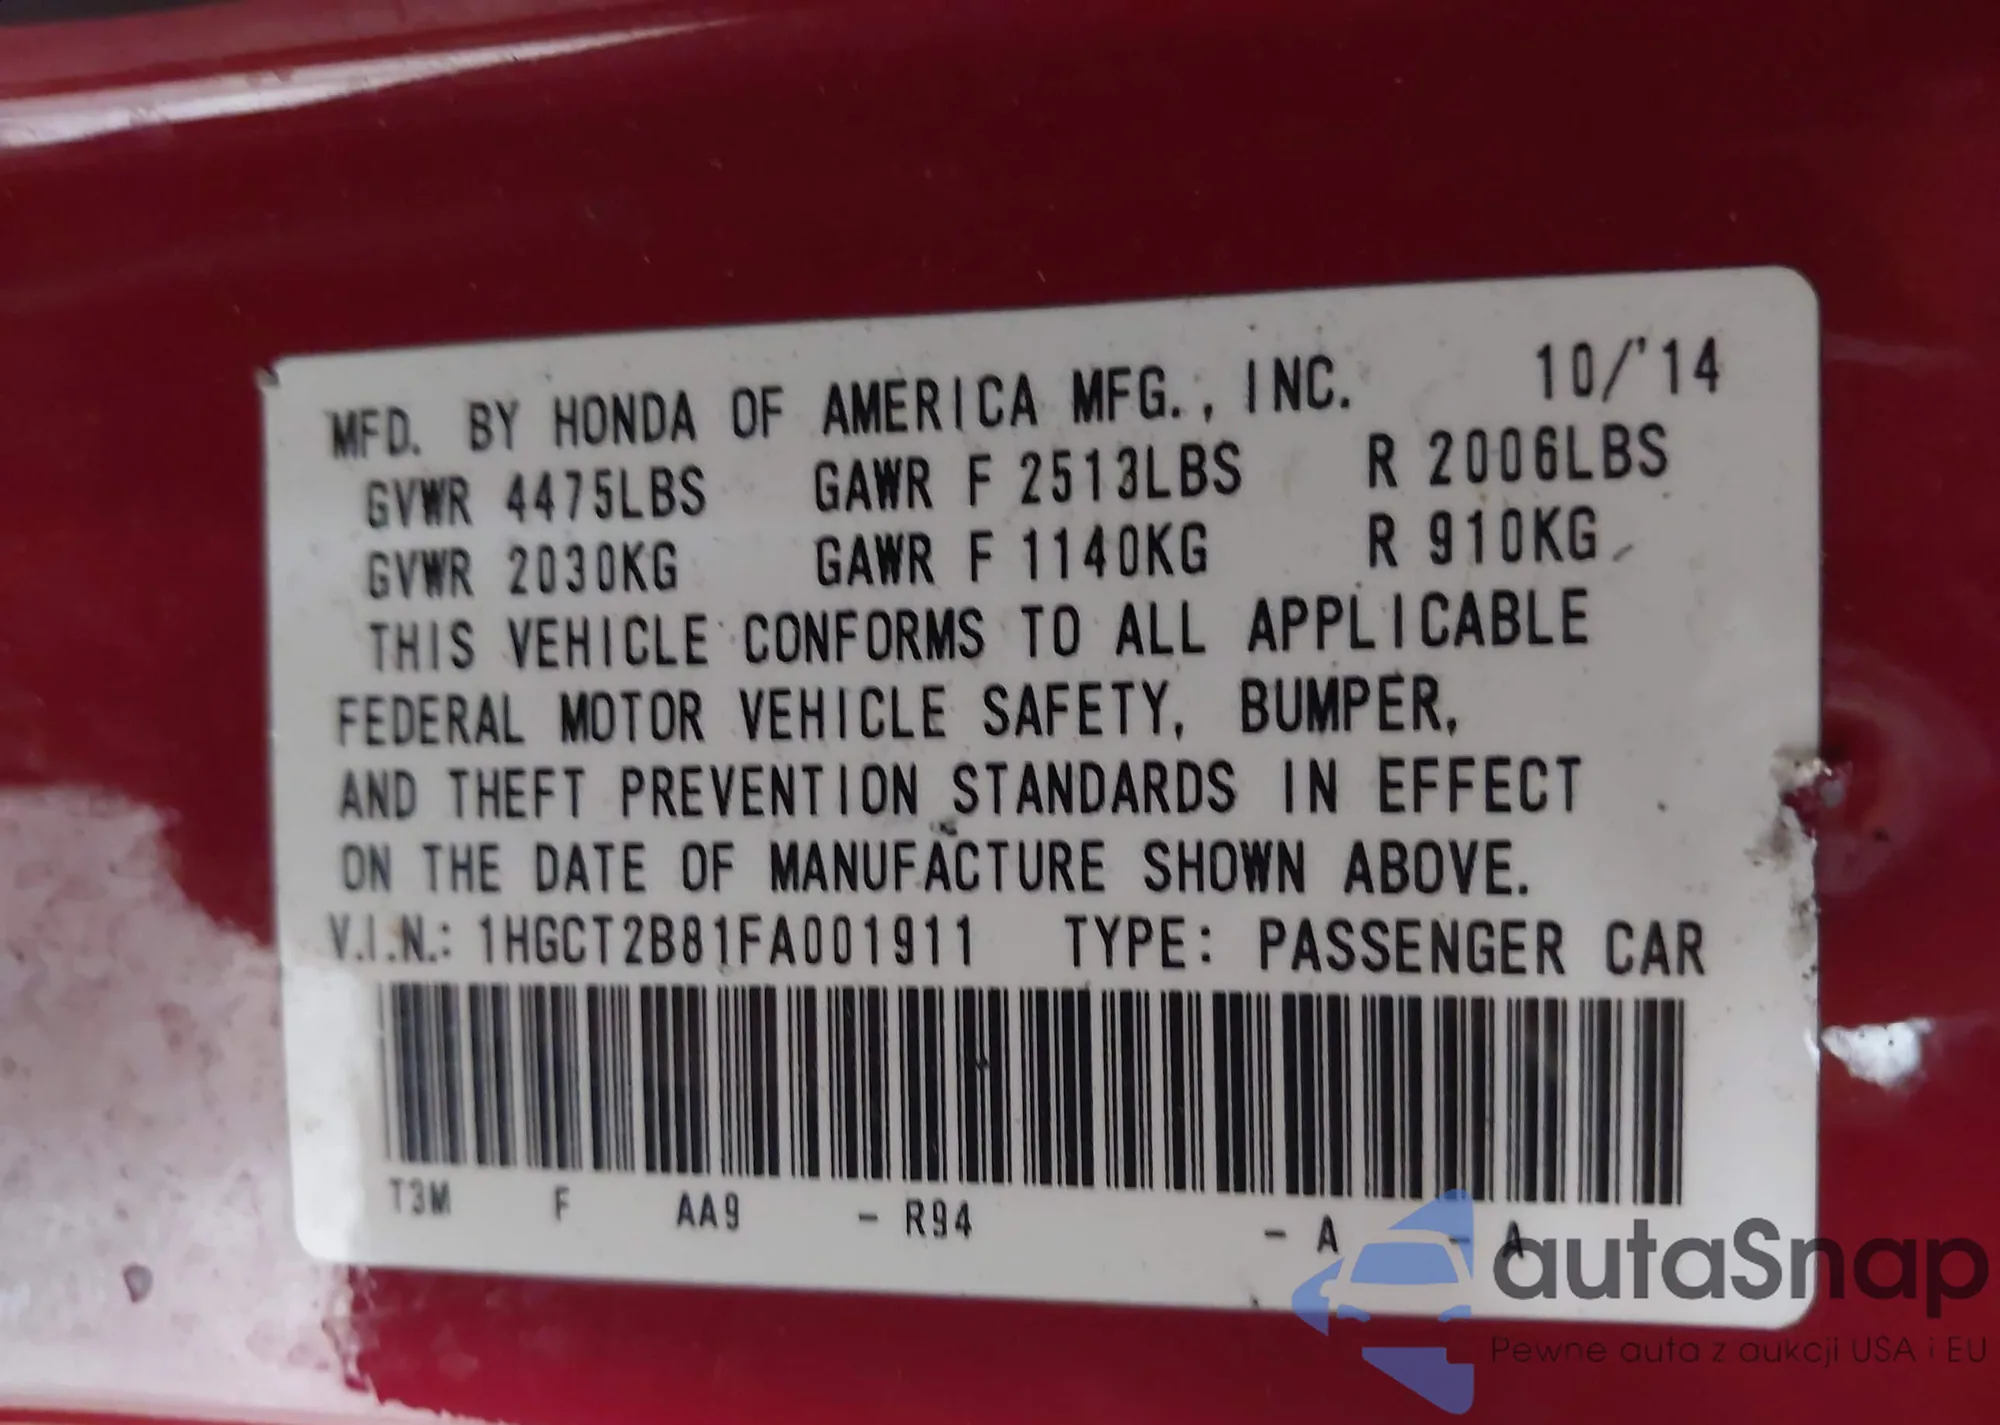 MFD. BY HONDA OF AMERICA MFG., INC. 10/'14
GVWR 4475LBS GAWR F 2513LBS R 2006LBS
GVWR 2030KG GAWR F 1140KG R 910KG
THIS VEHICLE CONFORMS TO ALL APPLICABLE
FEDERAL MOTOR VEHICLE SAFETY, BUMPER,
AND THEFT PREVENTION STANDARDS IN EFFECT
ON THE DATE OF MANUFACTURE SHOWN ABOVE.
V.I.N.: 1HGCT2B81FA001911 TYPE: PASSENGER CAR
T3M F AA9 - R94 - A - A
autaSnap
Pewne auta z aukcji USA i EU